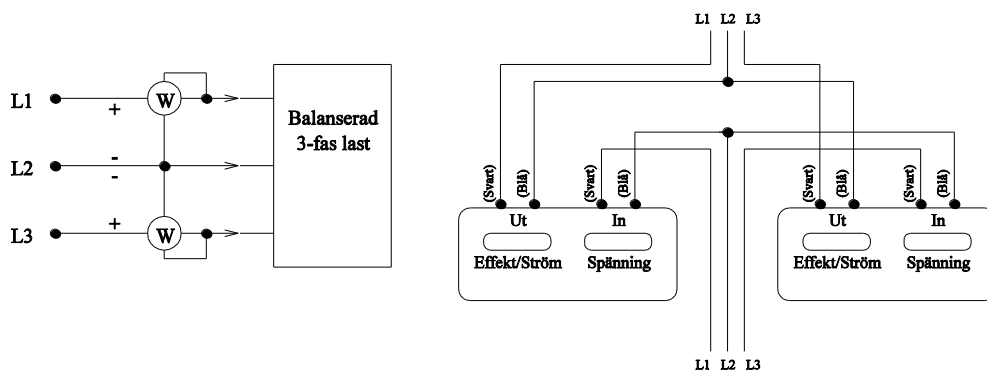 L1
W
+
L2
-
-
L3
+
W
Balanserad
3-fas last
L1 L2 L3
(Svart)
(Blå)
(Svart)
(Blå)
Ut
In
Effekt/Ström
Spänning
(Svart)
(Blå)
(Svart)
(Blå)
Ut
In
Effekt/Ström
Spänning
L1 L2 L3